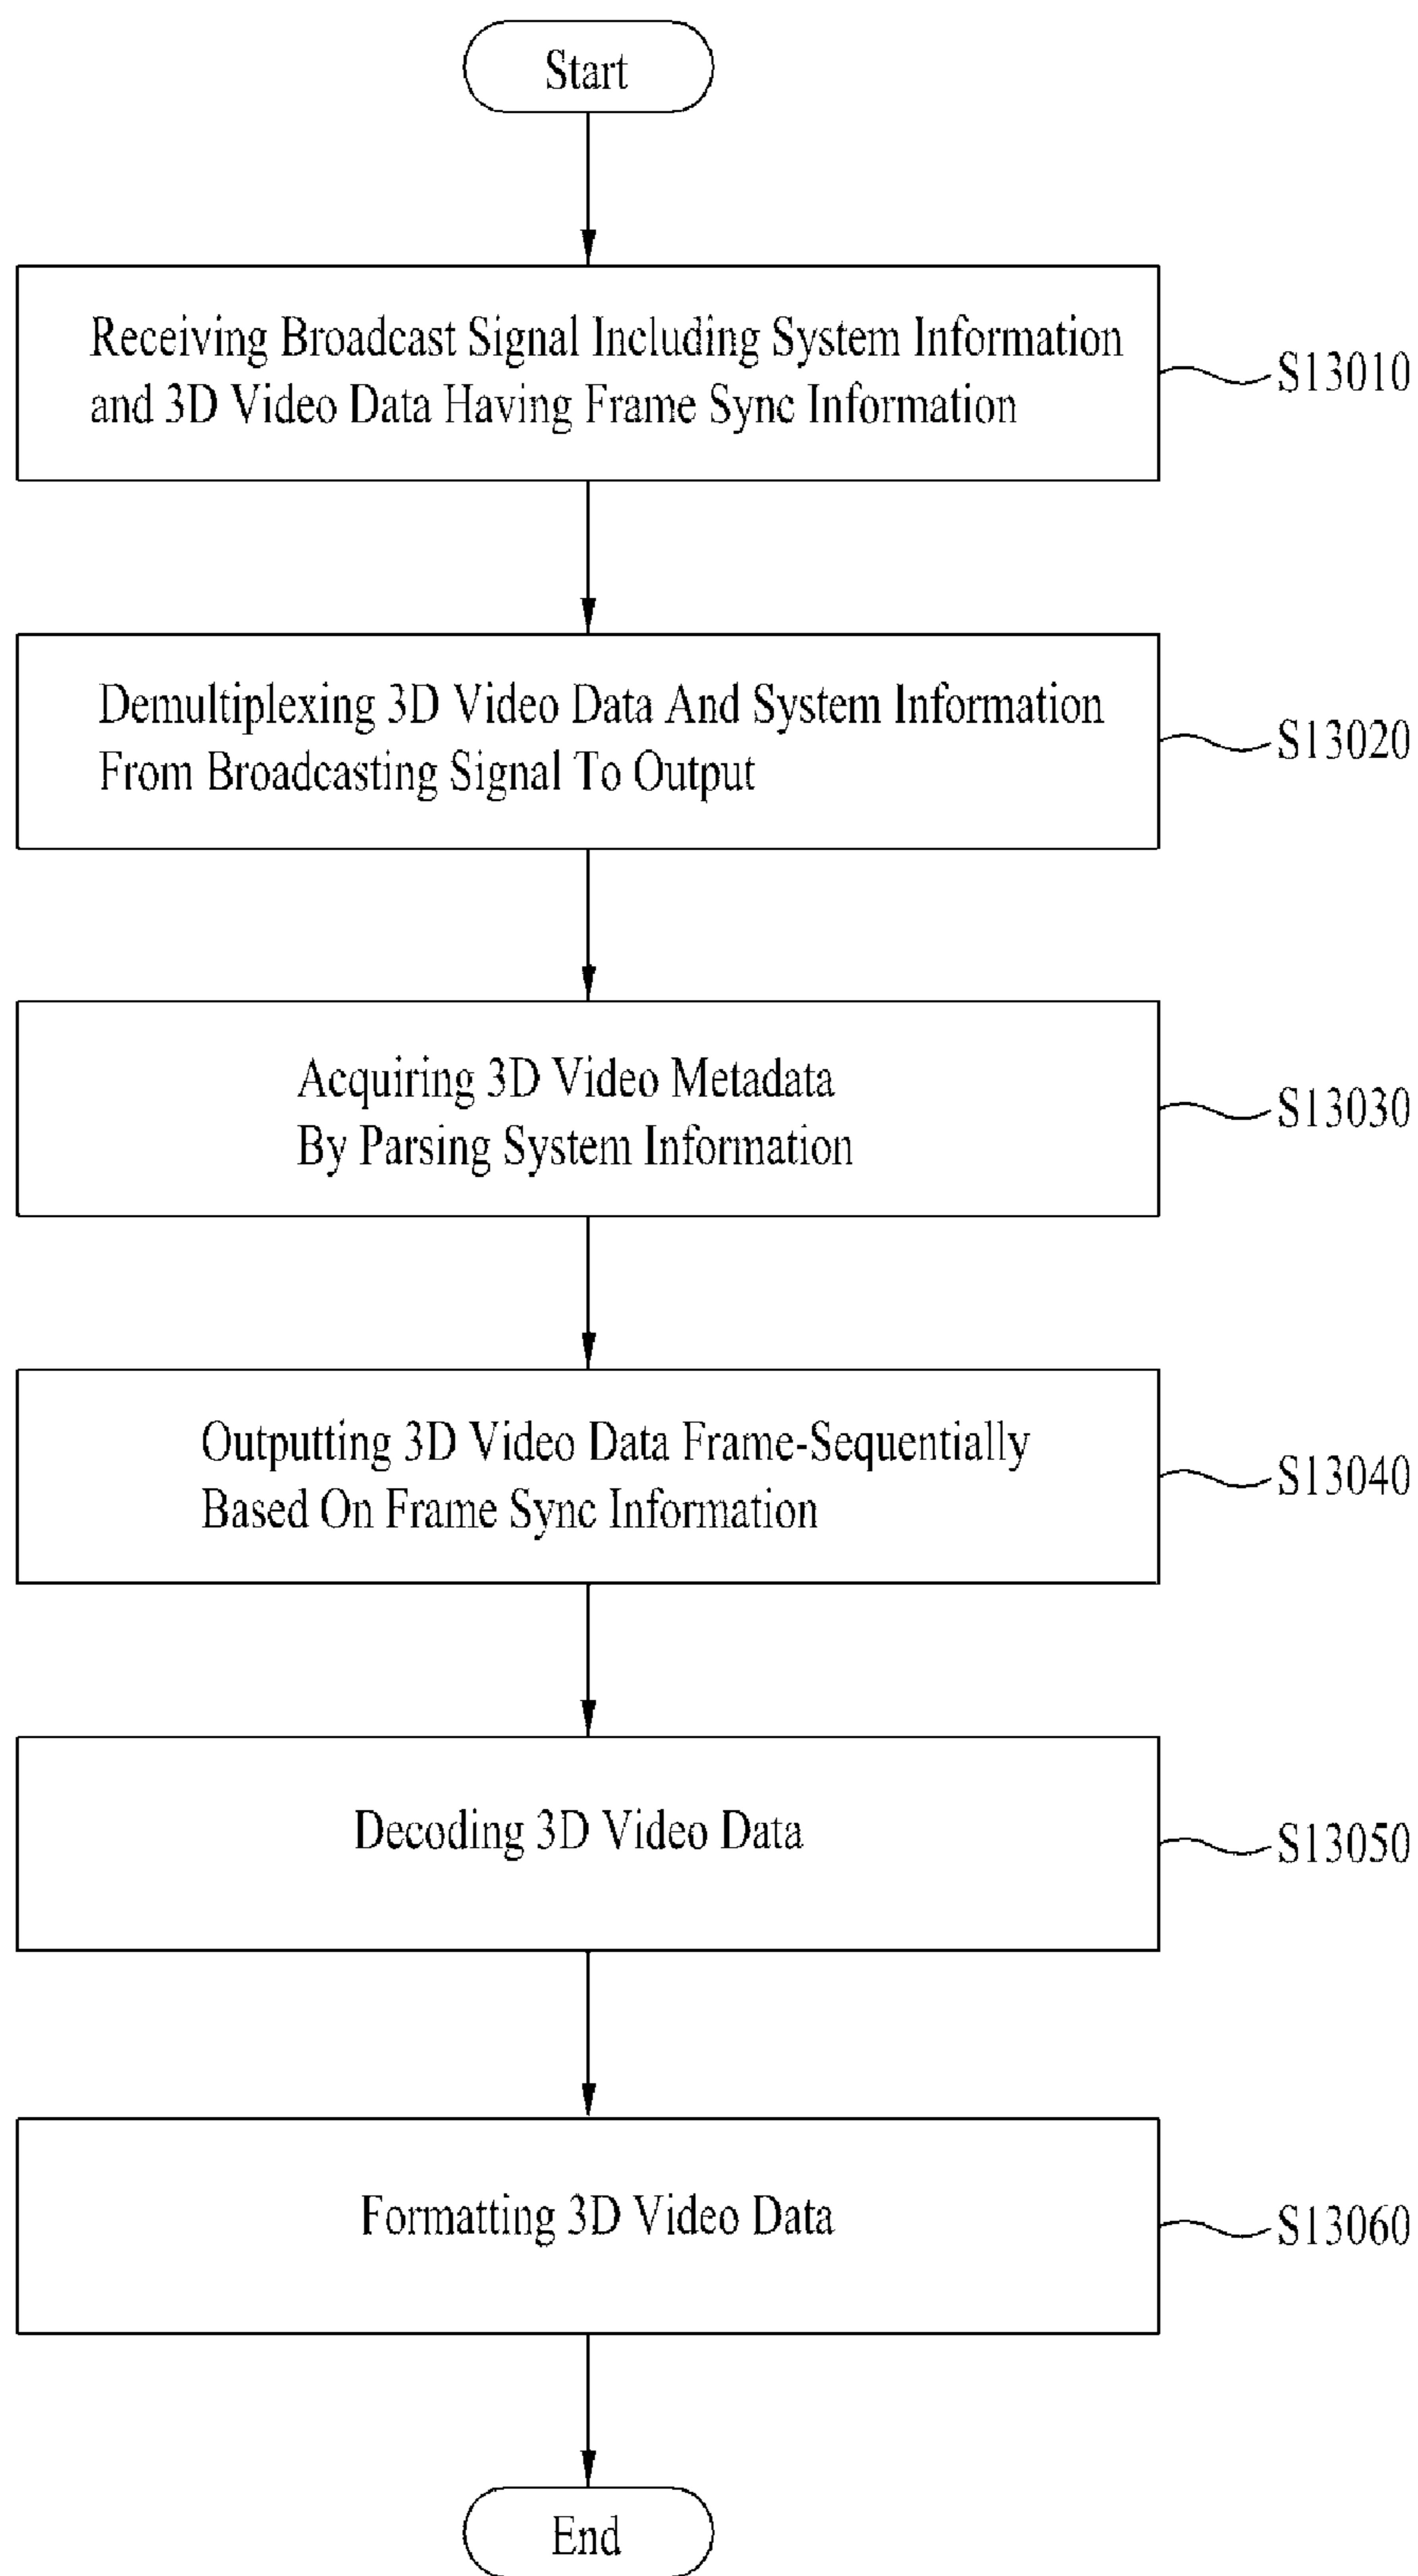 Start
Receiving Broadcast Signal Including System Information
and 3D Video Data Having Frame Sync Information
S13010
Demultiplexing 3D Video Data And System Information
From Broadcasting Signal To Output
S13020
Acquiring 3D Video Metadata
By Parsing System Information
S13030
Outputting 3D Video Data Frame-Sequentially
Based On Frame Sync Information
S13040
Decoding 3D Video Data
S13050
Formatting 3D Video Data
S13060
End